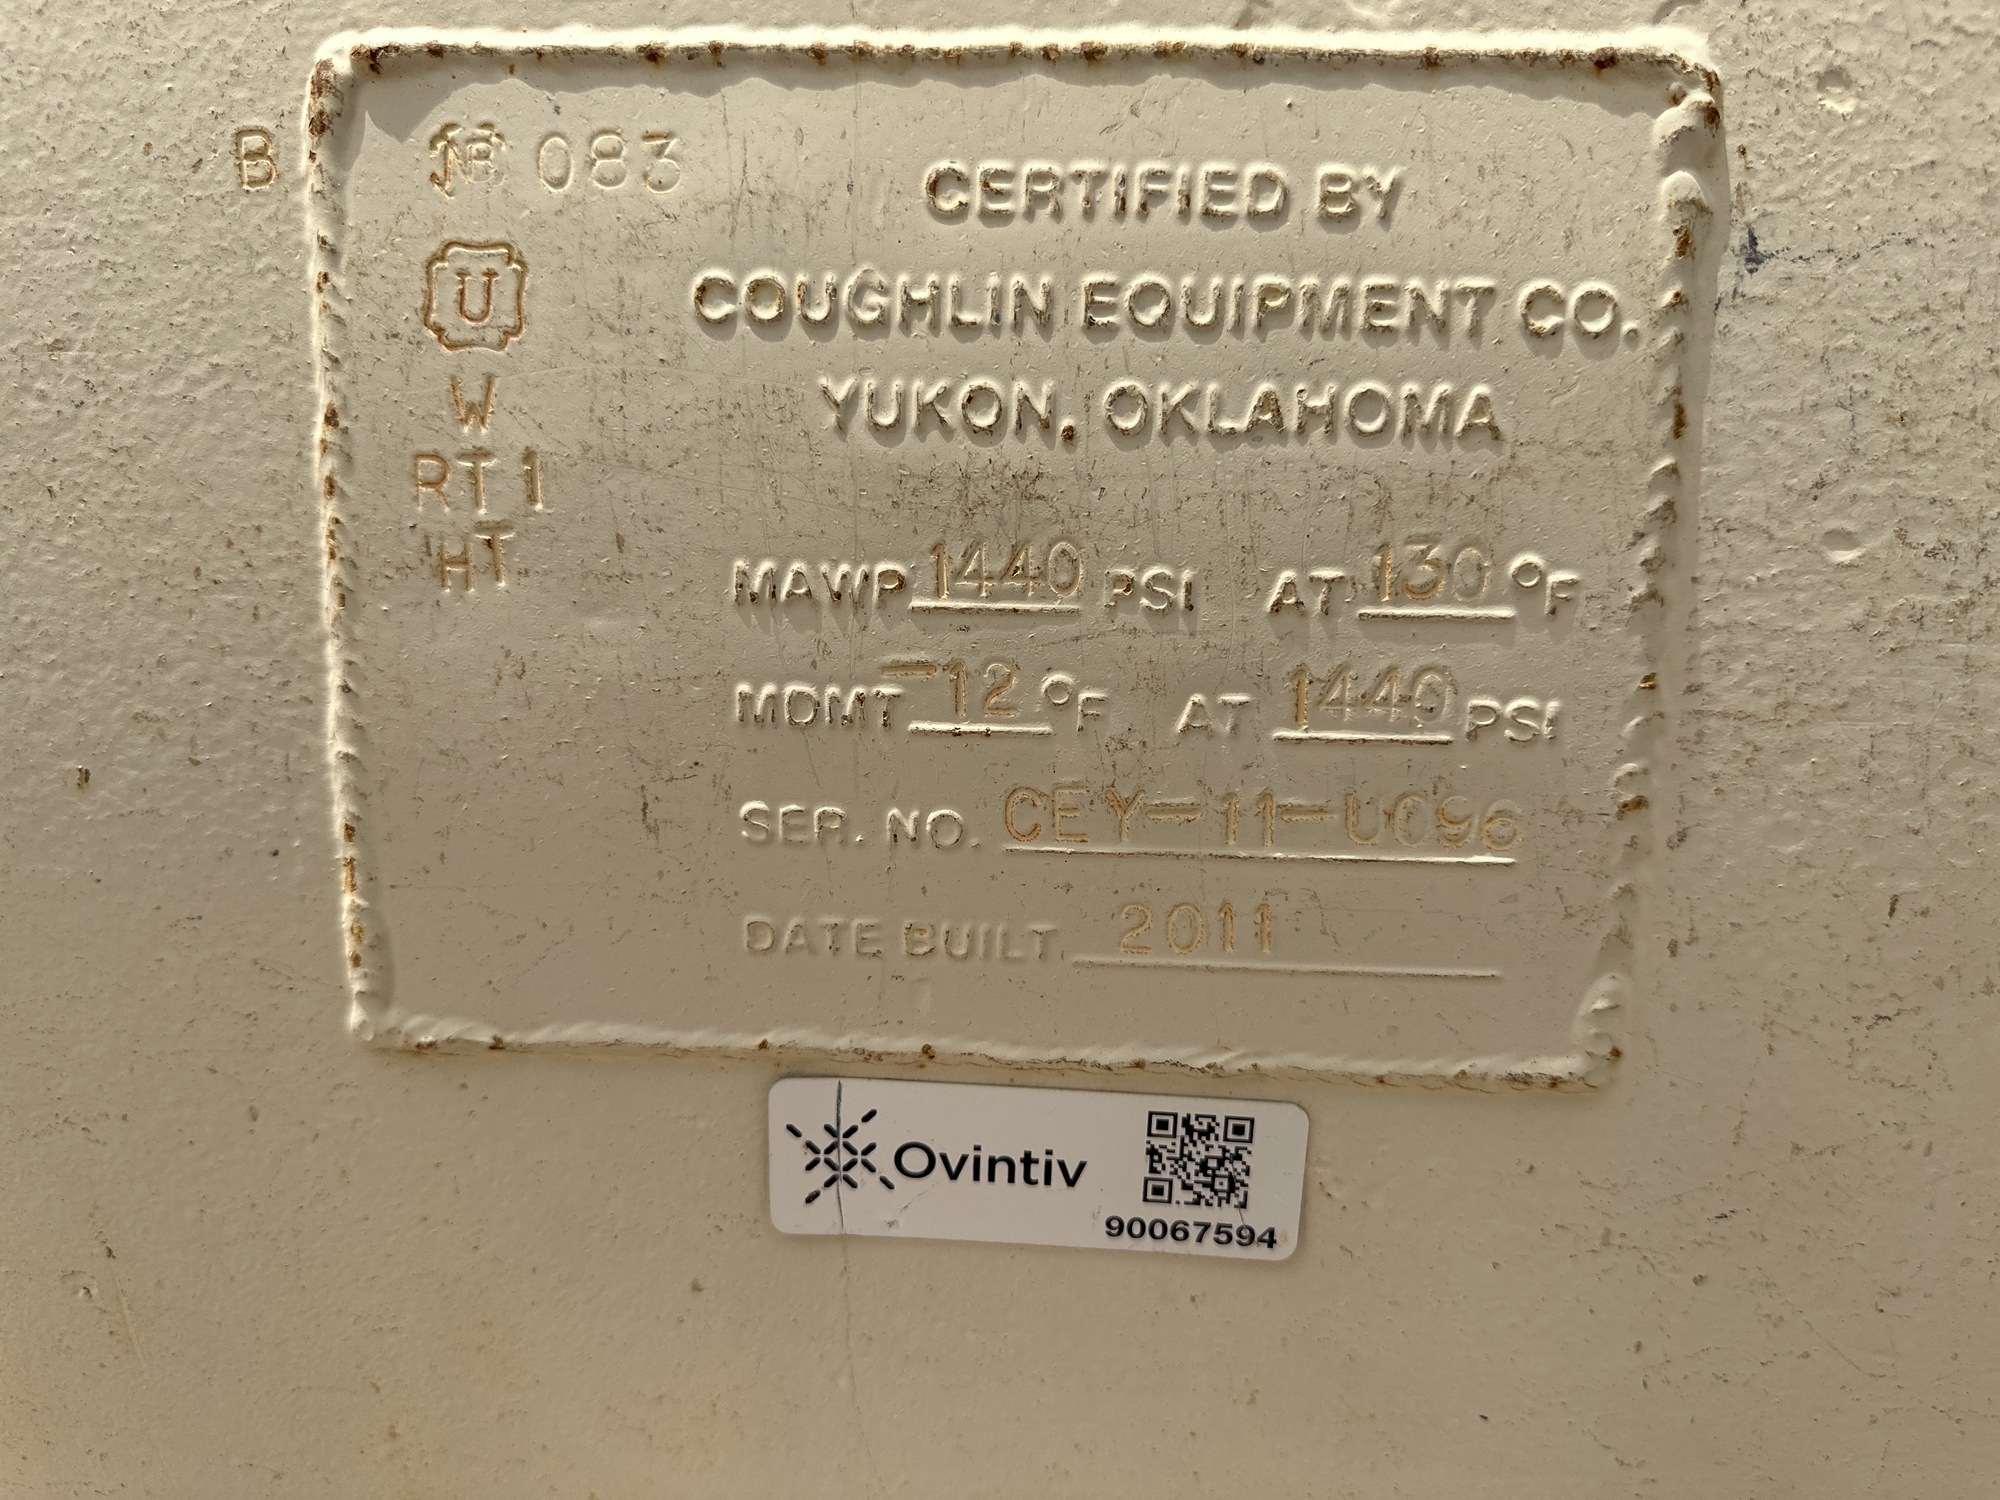 B
NB 083
U
W
RT 1
HT
CERTIFIED BY
COUGHLIN EQUIPMENT CO.
YUKON, OKLAHOMA
MAWP 1440 PSI AT 130 °F
MDMT -12 °F AT 1440 PSI
SER. NO. CEY-11-U096
DATE BUILT. 2011
Ovintiv
90067594